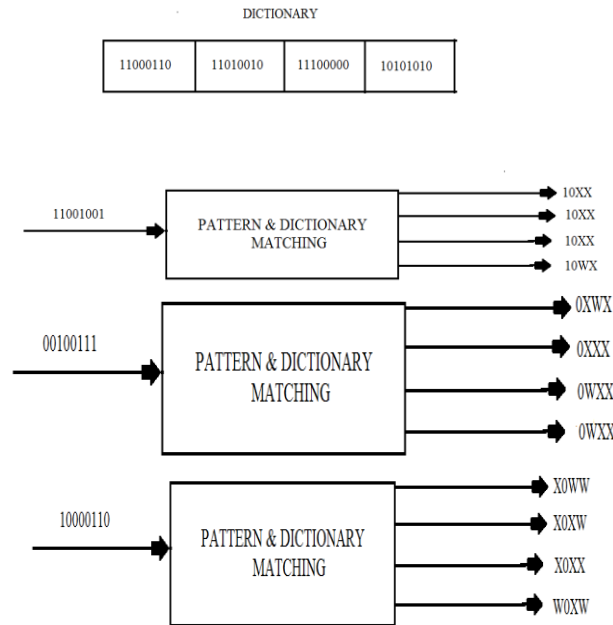 DICTIONARY
11000110 11010010 11100000 10101010
11001001
PATTERN & DICTIONARY
MATCHING
10XX
10XX
10XX
10WX
00100111
PATTERN & DICTIONARY
MATCHING
0XWX
0XXX
0WXX
0WXX
10000110
PATTERN & DICTIONARY
MATCHING
X0WW
X0XW
X0XX
W0XW